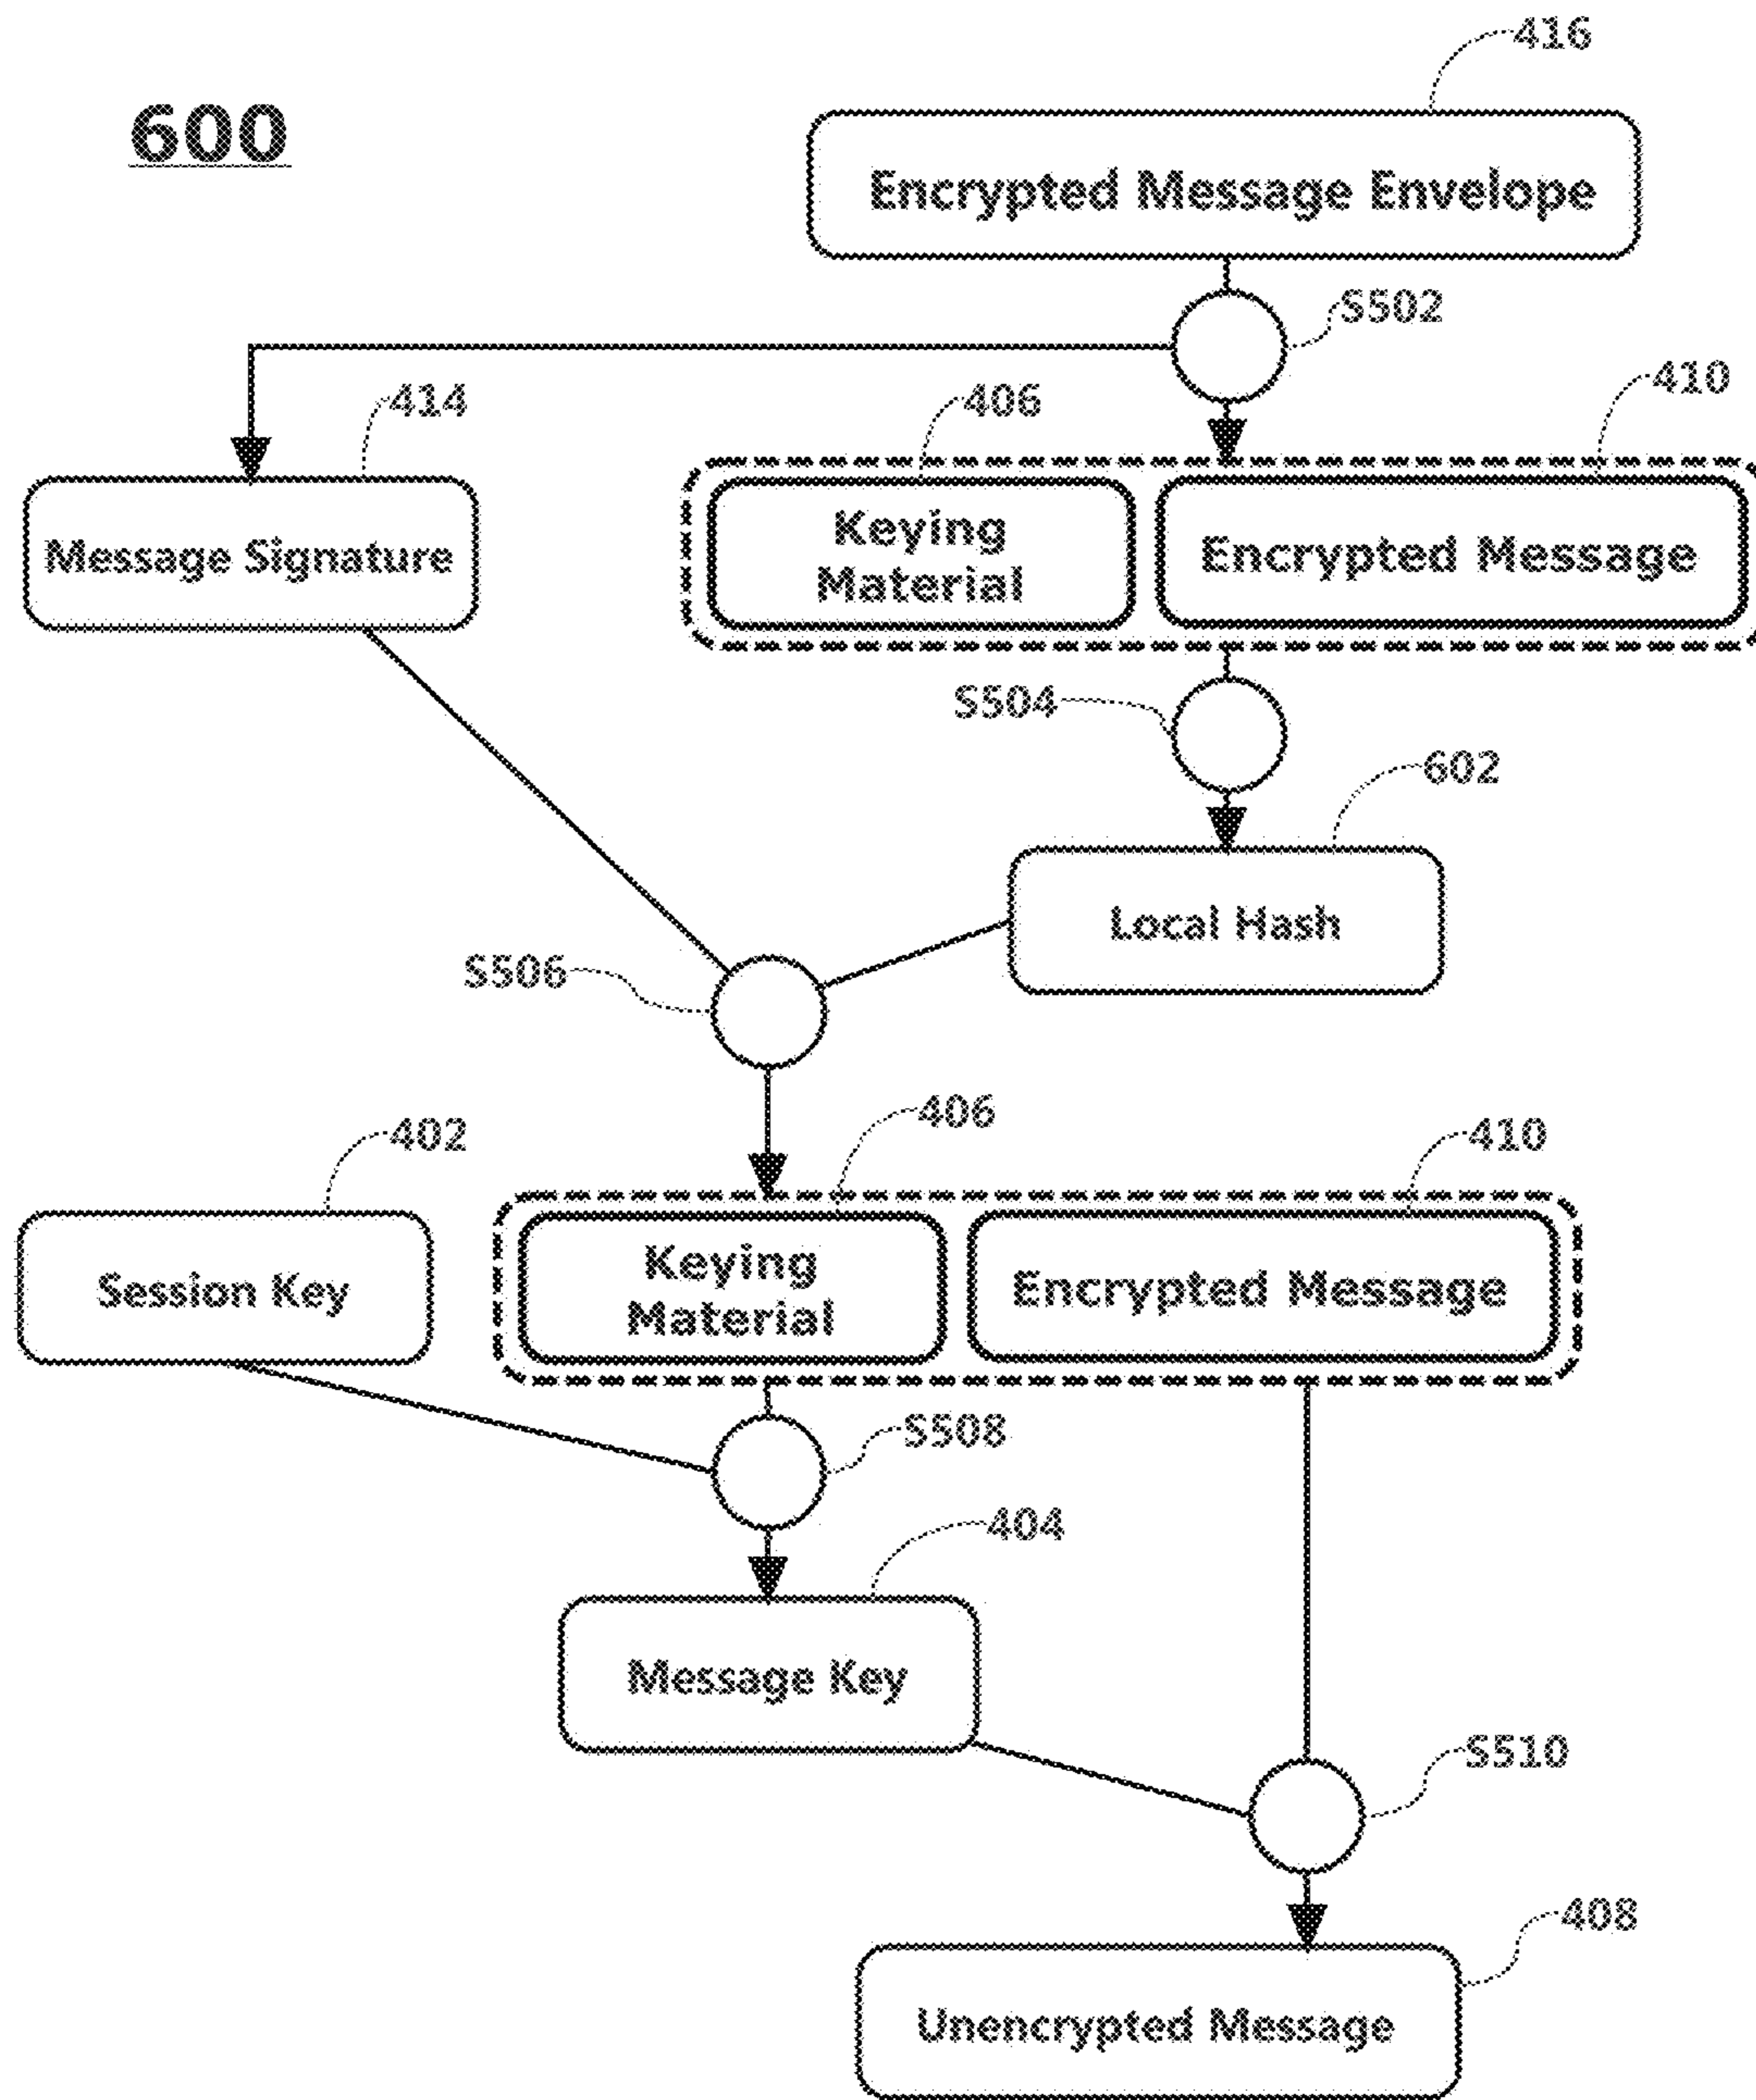 416
600
Encrypted Message Envelope
S502
410
414
406
Message Signature
Keying
Material
Encrypted Message
S504
602
Local Hash
S506
406
402
410
Session Key
Keying
Material
Encrypted Message
S508
404
Message Key
S510
408
Unencrypted Message